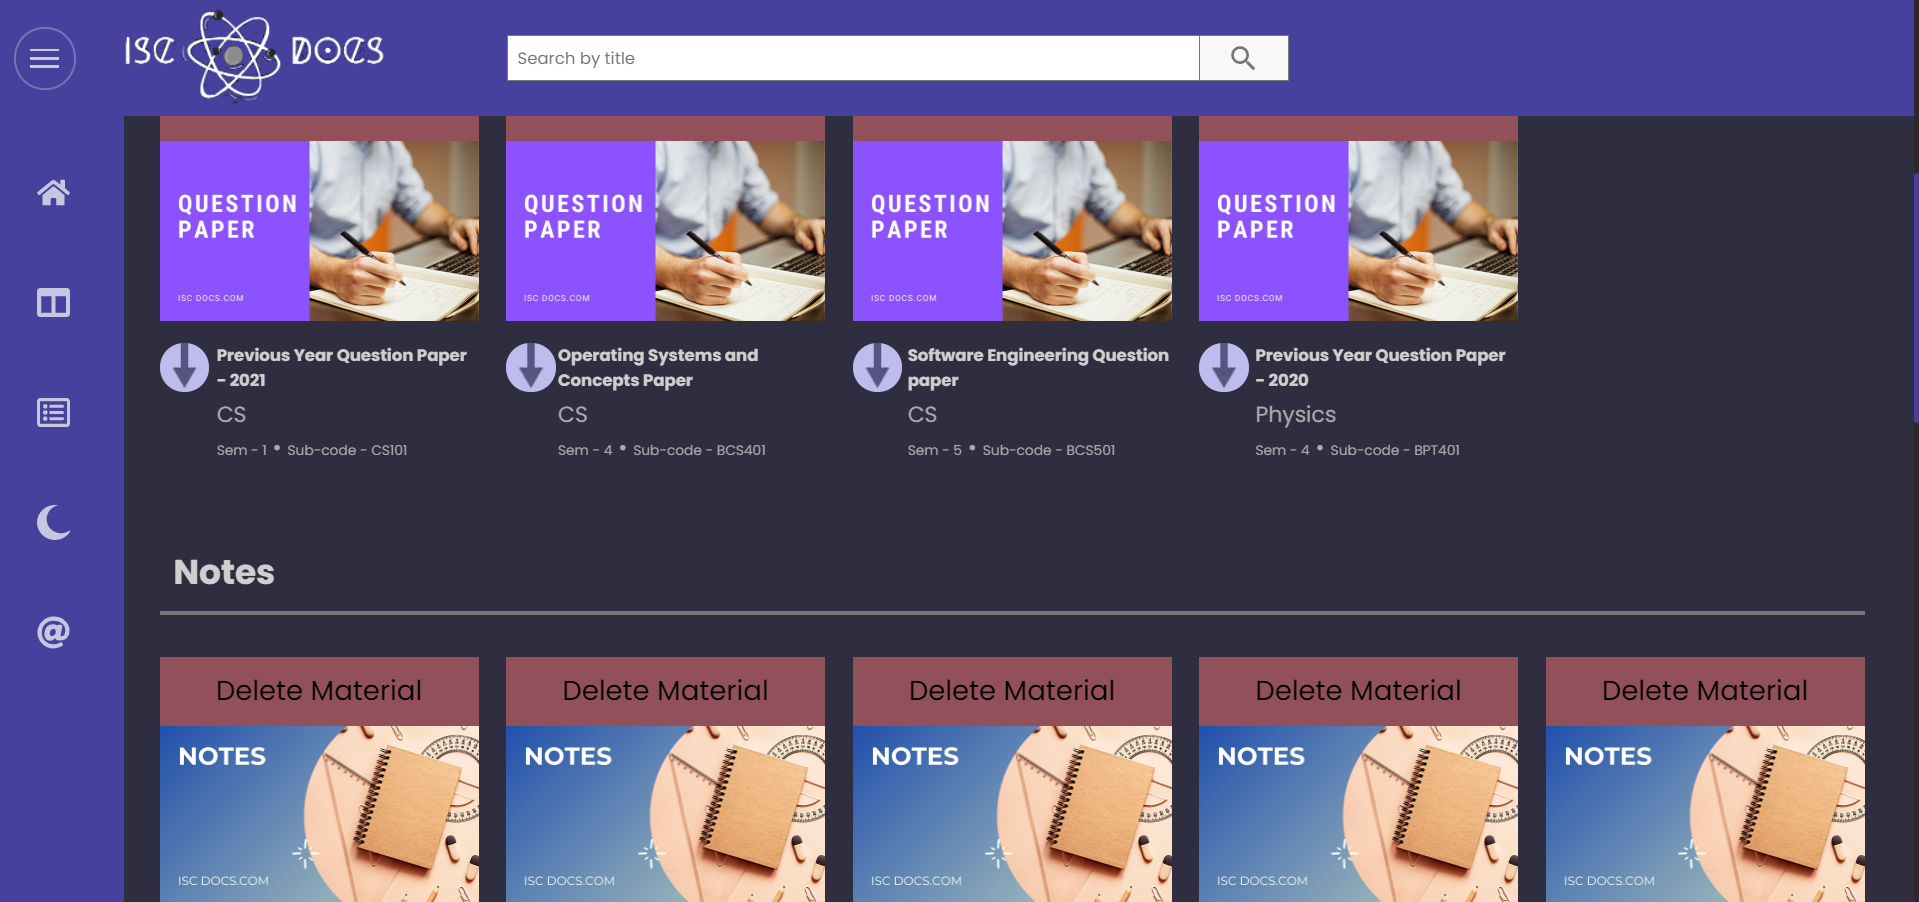 ISC DOCS
Search by title
QUESTION
PAPER
ISC DOCS.COM
QUESTION
PAPER
ISC DOCS.COM
QUESTION
PAPER
ISC DOCS.COM
QUESTION
PAPER
ISC DOCS.COM
Previous Year Question Paper
- 2021
CS
Sem - 1 • Sub-code - CS101
Operating Systems and
Concepts Paper
CS
Sem - 4 • Sub-code - BCS401
Software Engineering Question
paper
CS
Sem - 5 • Sub-code - BCS501
Previous Year Question Paper
- 2020
Physics
Sem - 4 • Sub-code - BPT401
Notes
Delete Material
NOTES
ISC DOCS.COM
Delete Material
NOTES
ISC DOCS.COM
Delete Material
NOTES
ISC DOCS.COM
Delete Material
NOTES
ISC DOCS.COM
Delete Material
NOTES
ISC DOCS.COM